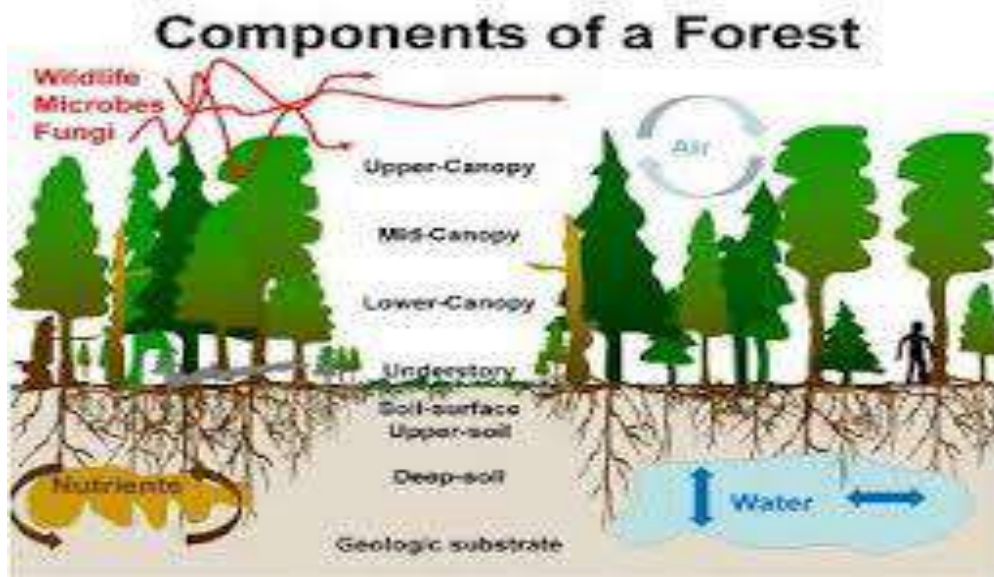 Components of a Forest
Wildlife
Microbes
Fungi
Air
Upper-Canopy
Mid-Canopy
Lower-Canopy
Understory
Soil-surface
Upper-soil
Nutrients
Deep-soil
Water
Geologic substrate